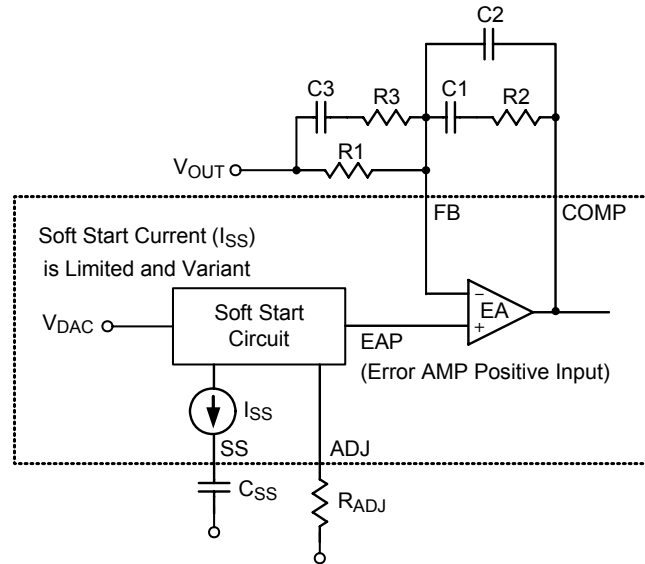 C2
C3
R3
C1
R2
R1
VOUT
FB
COMP
Soft Start Current (ISS)
is Limited and Variant
VDAC
Soft Start
Circuit
EAP
− EA
+
(Error AMP Positive Input)
ISS
SS
ADJ
CSS
RADJ